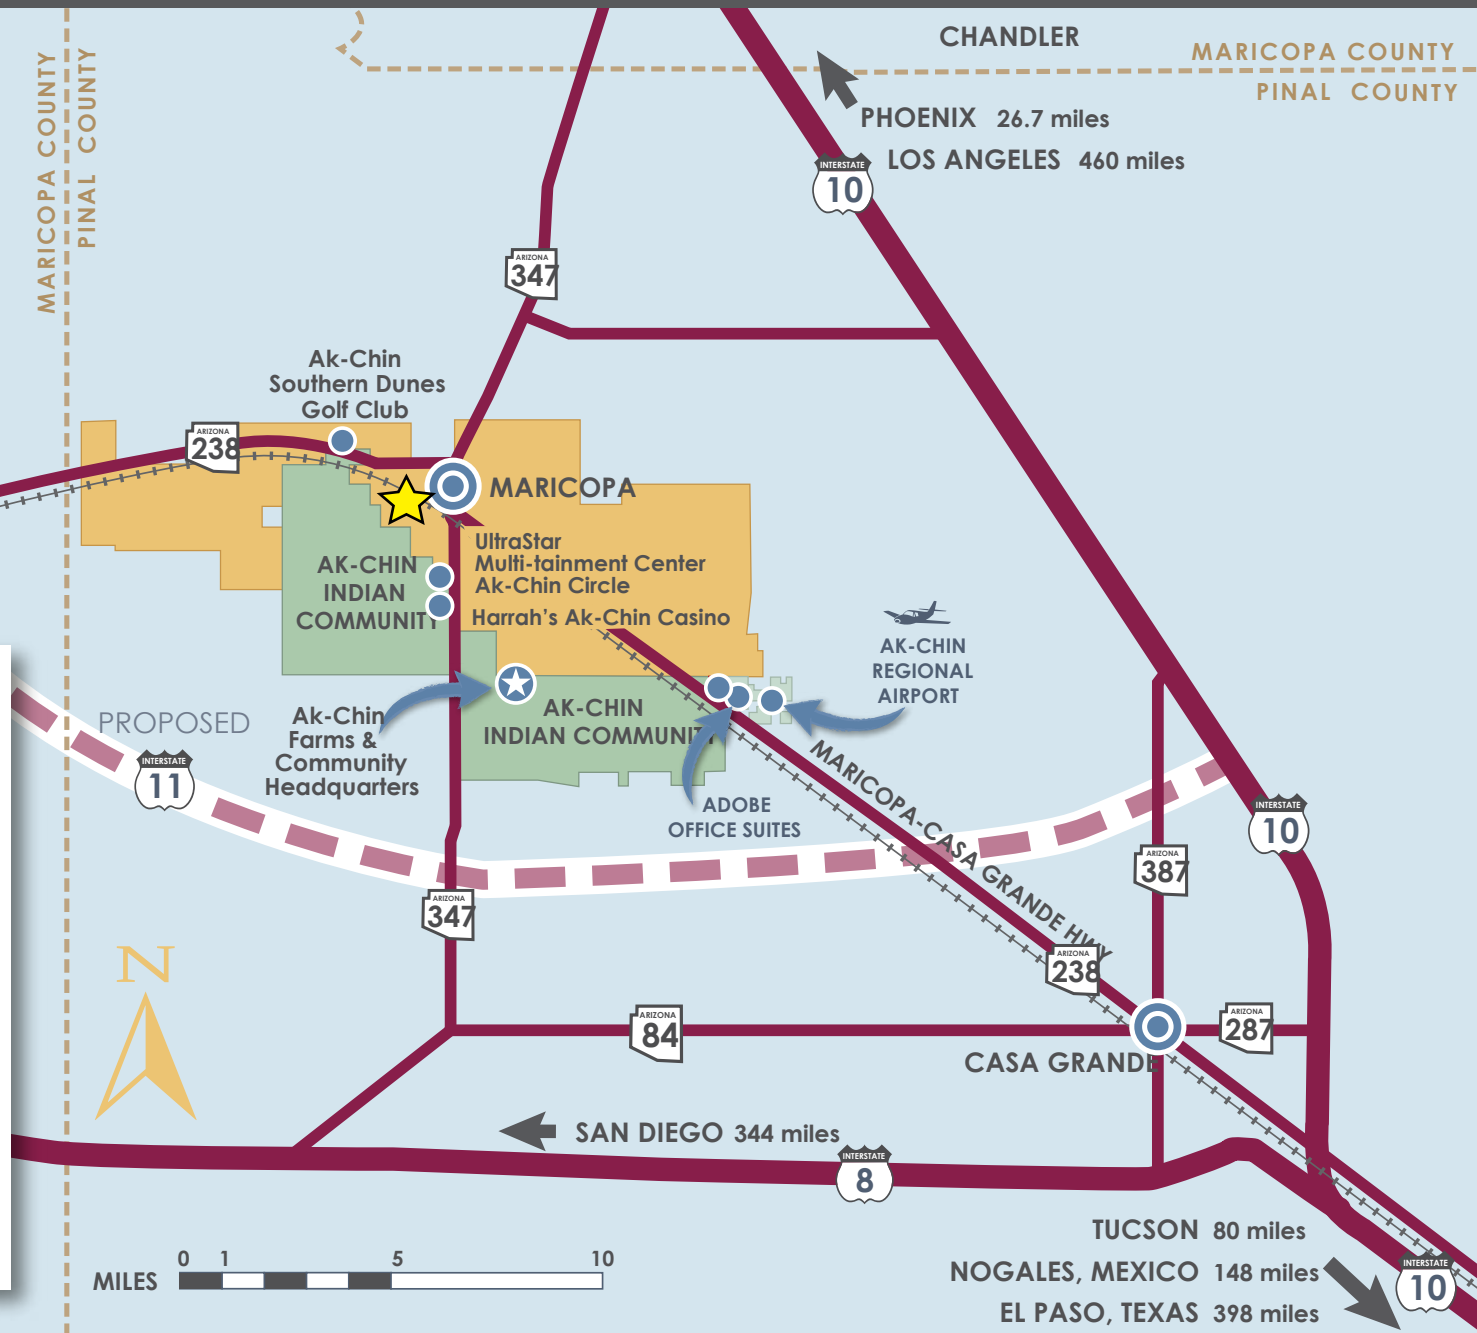 CHANDLER
MARICOPA COUNTY
PINAL COUNTY
MARICOPA COUNTY
PINAL COUNTY
PHOENIX 26.7 miles
LOS ANGELES 460 miles
INTERSTATE
10
ARIZONA
347
Ak-Chin
Southern Dunes
Golf Club
ARIZONA
238
MARICOPA
UltraStar
Multi-tainment Center
Ak-Chin Circle
Harrah's Ak-Chin Casino
AK-CHIN
INDIAN
COMMUNITY
AK-CHIN
REGIONAL
AIRPORT
PROPOSED
INTERSTATE
11
Ak-Chin
Farms &
Community
Headquarters
AK-CHIN
INDIAN COMMUNITY
ADOBE
OFFICE SUITES
MARICOPA-CASA GRANDE HWY
INTERSTATE
10
ARIZONA
387
ARIZONA
347
N
ARIZONA
238
ARIZONA
84
ARIZONA
287
CASA GRANDE
SAN DIEGO 344 miles
INTERSTATE
8
0 1 5 10
MILES
TUCSON 80 miles
NOGALES, MEXICO 148 miles
EL PASO, TEXAS 398 miles
INTERSTATE
10